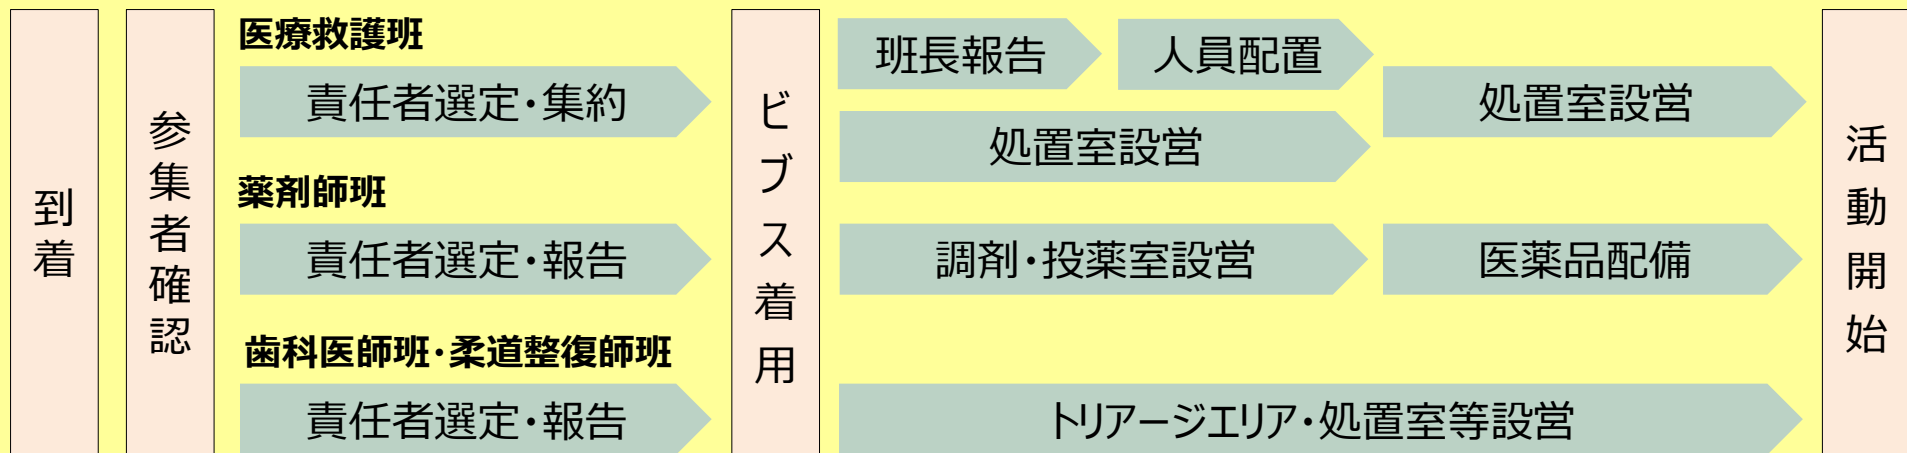 到着
参集者確認
医療救護班
責任者選定・集約
薬剤師班
責任者選定・報告
歯科医師班・柔道整復師班
責任者選定・報告
ビブス着用
班長報告
人員配置
処置室設営
処置室設営
調剤・投薬室設営
医薬品配備
トリアージエリア・処置室等設営
活動開始